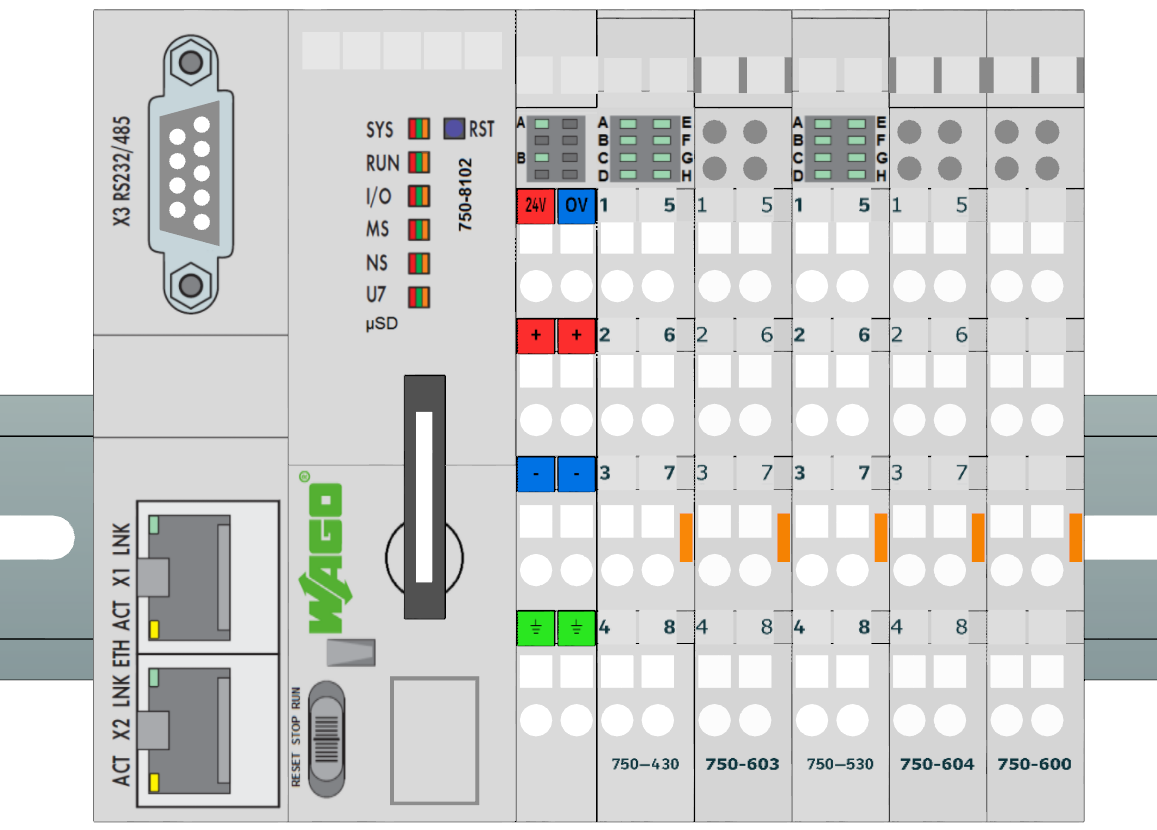 X3 RS232/485
SYS RST
RUN
I/O
MS
NS
U7
µSD
750-8102
A
B
A E
B F
C G
D H
A E
B F
C G
D H
24V 0V 1 5 1 5 1 5 1 5
+ + 2 6 2 6 2 6 2 6
- - 3 7 3 7 3 7 3 7
4 8 4 8 4 8 4 8
WAGO
®
ACT X2 LNK ETH ACT X1 LNK
RESET STOP RUN
750–430 750-603 750–530 750-604 750-600